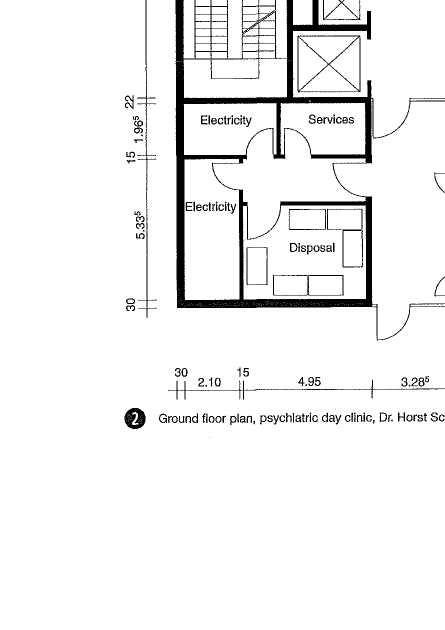 Electricity
Services
22
1.96⁵
15
Electricity
5.33⁵
Disposal
30
30
15
2.10
4.95
3.28⁵
2 Ground floor plan, psychiatric day clinic, Dr. Horst Sc